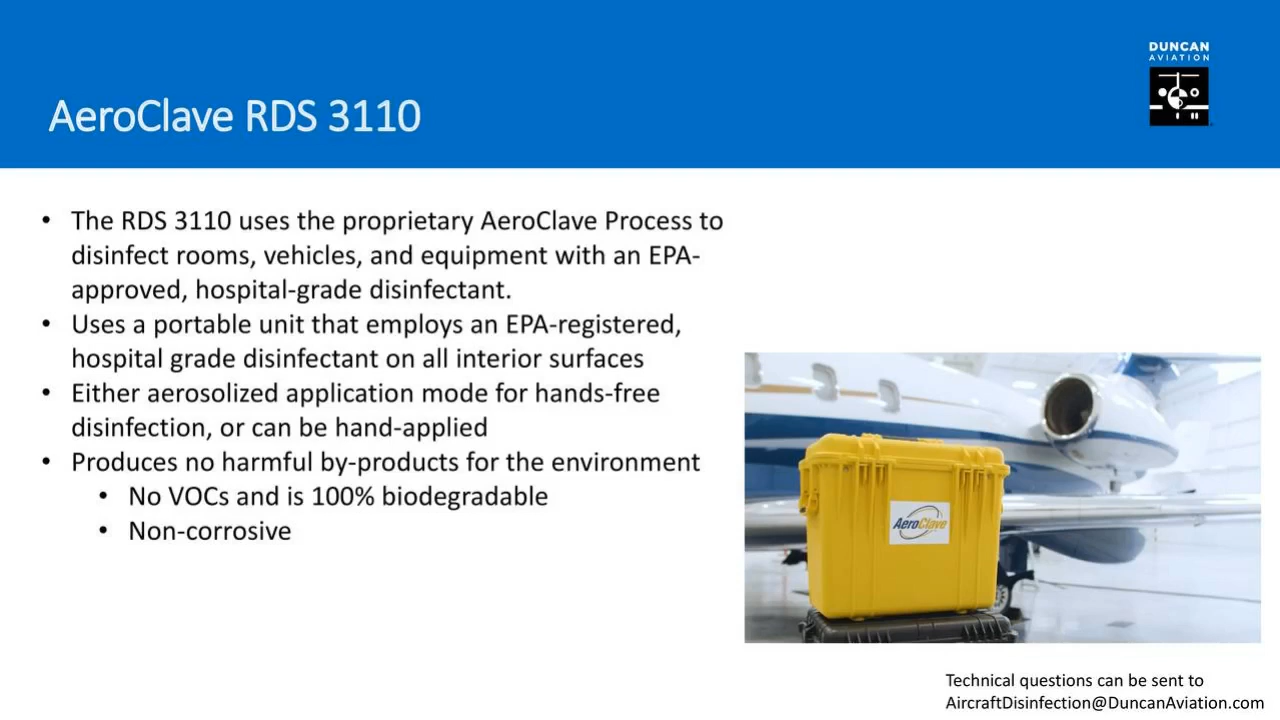 DUNCAN
AVIATION
AeroClave RDS 3110
• The RDS 3110 uses the proprietary AeroClave Process to
disinfect rooms, vehicles, and equipment with an EPA-
approved, hospital-grade disinfectant.
• Uses a portable unit that employs an EPA-registered,
hospital grade disinfectant on all interior surfaces
• Either aerosolized application mode for hands-free
disinfection, or can be hand-applied
• Produces no harmful by-products for the environment
• No VOCs and is 100% biodegradable
• Non-corrosive
AeroClave
Technical questions can be sent to
AircraftDisinfection@DuncanAviation.com